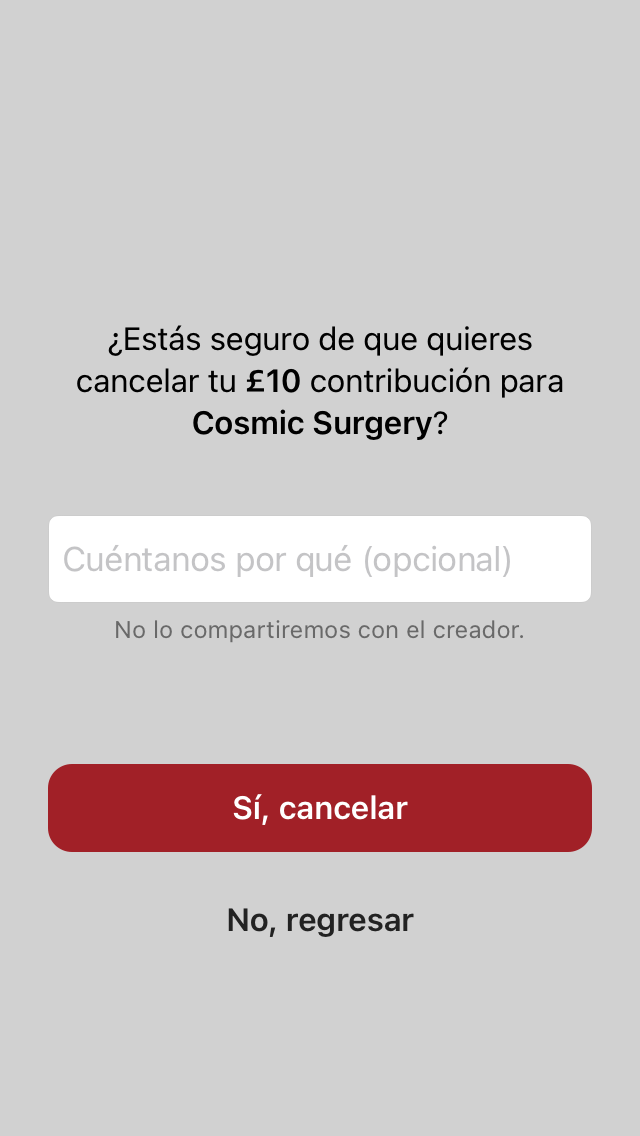 ¿Estás seguro de que quieres
cancelar tu £10 contribución para
Cosmic Surgery?
Cuéntanos por qué (opcional)
No lo compartiremos con el creador.
Sí, cancelar
No, regresar